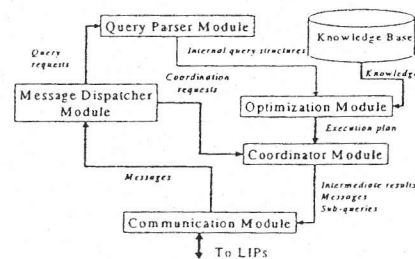 Query Parser Module
Knowledge Base
Query
requests
Internal query structures
Coordination
requests
Knowledge
Message Dispatcher
Module
Optimization Module
Execution plan
Coordinator Module
Messages
Intermediate results
Messages
Sub-queries
Communication Module
To LIPs